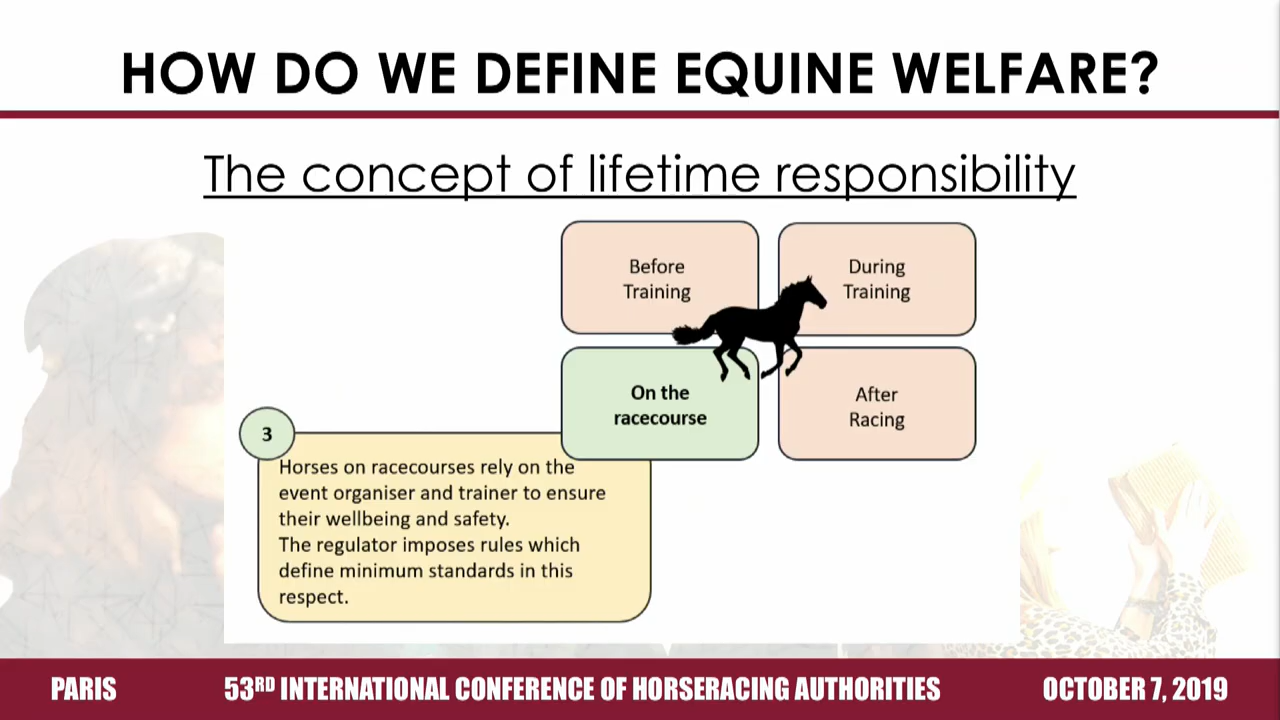 HOW DO WE DEFINE EQUINE WELFARE?
The concept of lifetime responsibility
Before
Training
During
Training
On the
racecourse
After
Racing
3
Horses on racecourses rely on the
event organiser and trainer to ensure
their wellbeing and safety.
The regulator imposes rules which
define minimum standards in this
respect.
PARIS
53RD INTERNATIONAL CONFERENCE OF HORSERACING AUTHORITIES
OCTOBER 7, 2019